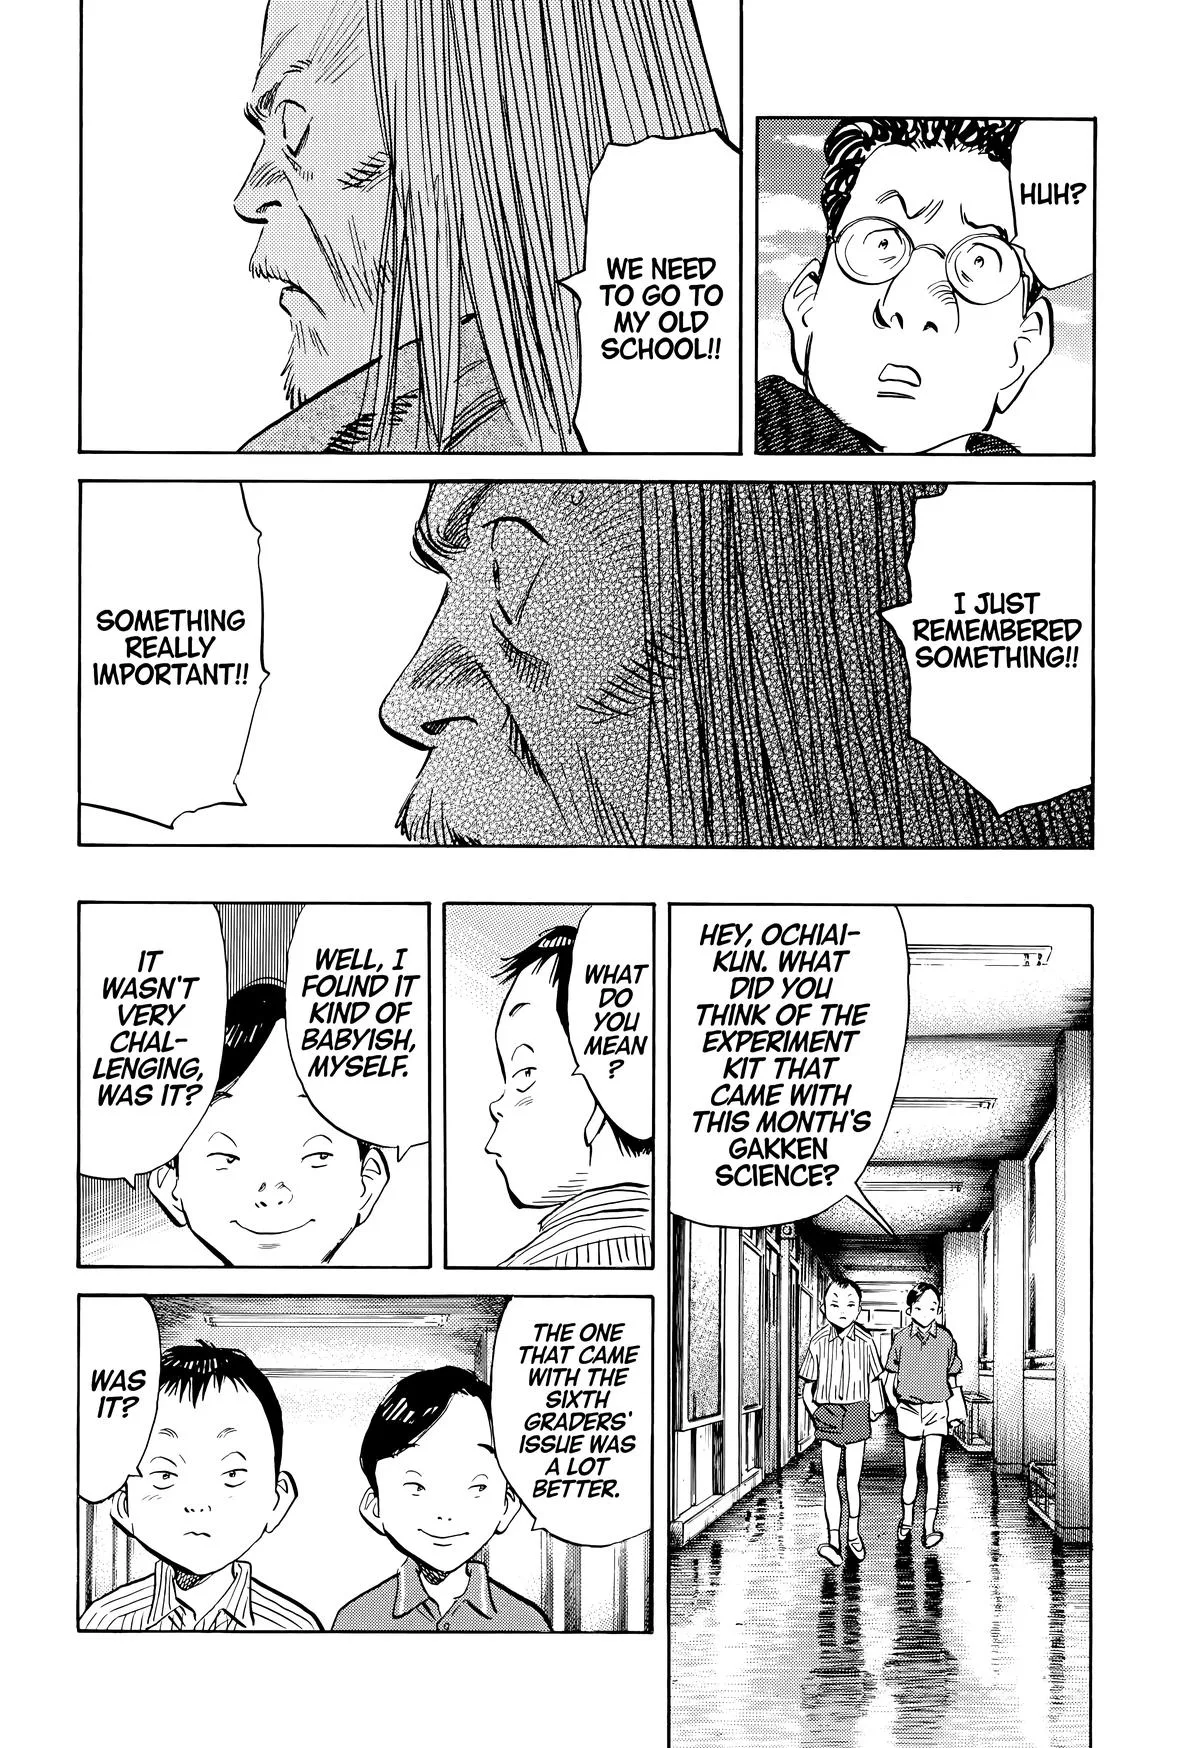 HUH?
WE NEED
TO GO TO
MY OLD
SCHOOL!!
I JUST
REMEMBERED
SOMETHING!!
SOMETHING
REALLY
IMPORTANT!!
HEY, OCHIAI-
KUN. WHAT
DID YOU
THINK OF THE
EXPERIMENT
KIT THAT
CAME WITH
THIS MONTH'S
GAKKEN
SCIENCE?
WHAT
DO
YOU
MEAN
?
WELL, I
FOUND IT
KIND OF
BABYISH,
MYSELF.
IT
WASN'T
VERY
CHAL-
LENGING,
WAS IT?
THE ONE
THAT CAME
WITH THE
SIXTH
GRADERS'
ISSUE WAS
A LOT
BETTER.
WAS
IT?